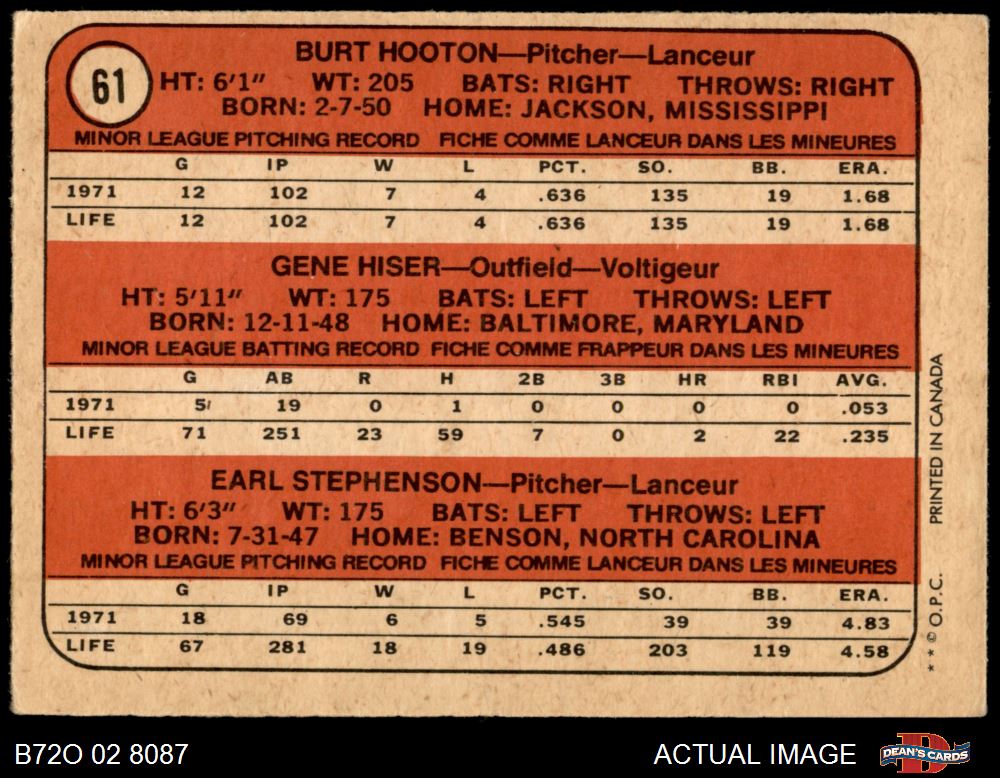 61
BURT HOOTON—Pitcher—Lanceur
HT: 6'1" WT: 205 BATS: RIGHT THROWS: RIGHT
BORN: 2-7-50 HOME: JACKSON, MISSISSIPPI
MINOR LEAGUE PITCHING RECORD FICHE COMME LANCEUR DANS LES MINEURES
G IP W L PCT. SO. BB. ERA.
1971 12 102 7 4 .636 135 19 1.68
LIFE 12 102 7 4 .636 135 19 1.68
GENE HISER—Outfield—Voltigeur
HT: 5'11" WT: 175 BATS: LEFT THROWS: LEFT
BORN: 12-11-48 HOME: BALTIMORE, MARYLAND
MINOR LEAGUE BATTING RECORD FICHE COMME FRAPPEUR DANS LES MINEURES
G AB R H 2B 3B HR RBI AVG.
1971 5 19 0 1 0 0 0 0 .053
LIFE 71 251 23 59 7 0 2 22 .235
EARL STEPHENSON—Pitcher—Lanceur
HT: 6'3" WT: 175 BATS: LEFT THROWS: LEFT
BORN: 7-31-47 HOME: BENSON, NORTH CAROLINA
MINOR LEAGUE PITCHING RECORD FICHE COMME LANCEUR DANS LES MINEURES
G IP W L PCT. SO. BB. ERA.
1971 18 69 6 5 .545 39 39 4.83
LIFE 67 281 18 19 .486 203 119 4.58
* * © O.P.C. PRINTED IN CANADA
B72O 02 8087 ACTUAL IMAGE DEAN'S CARDS